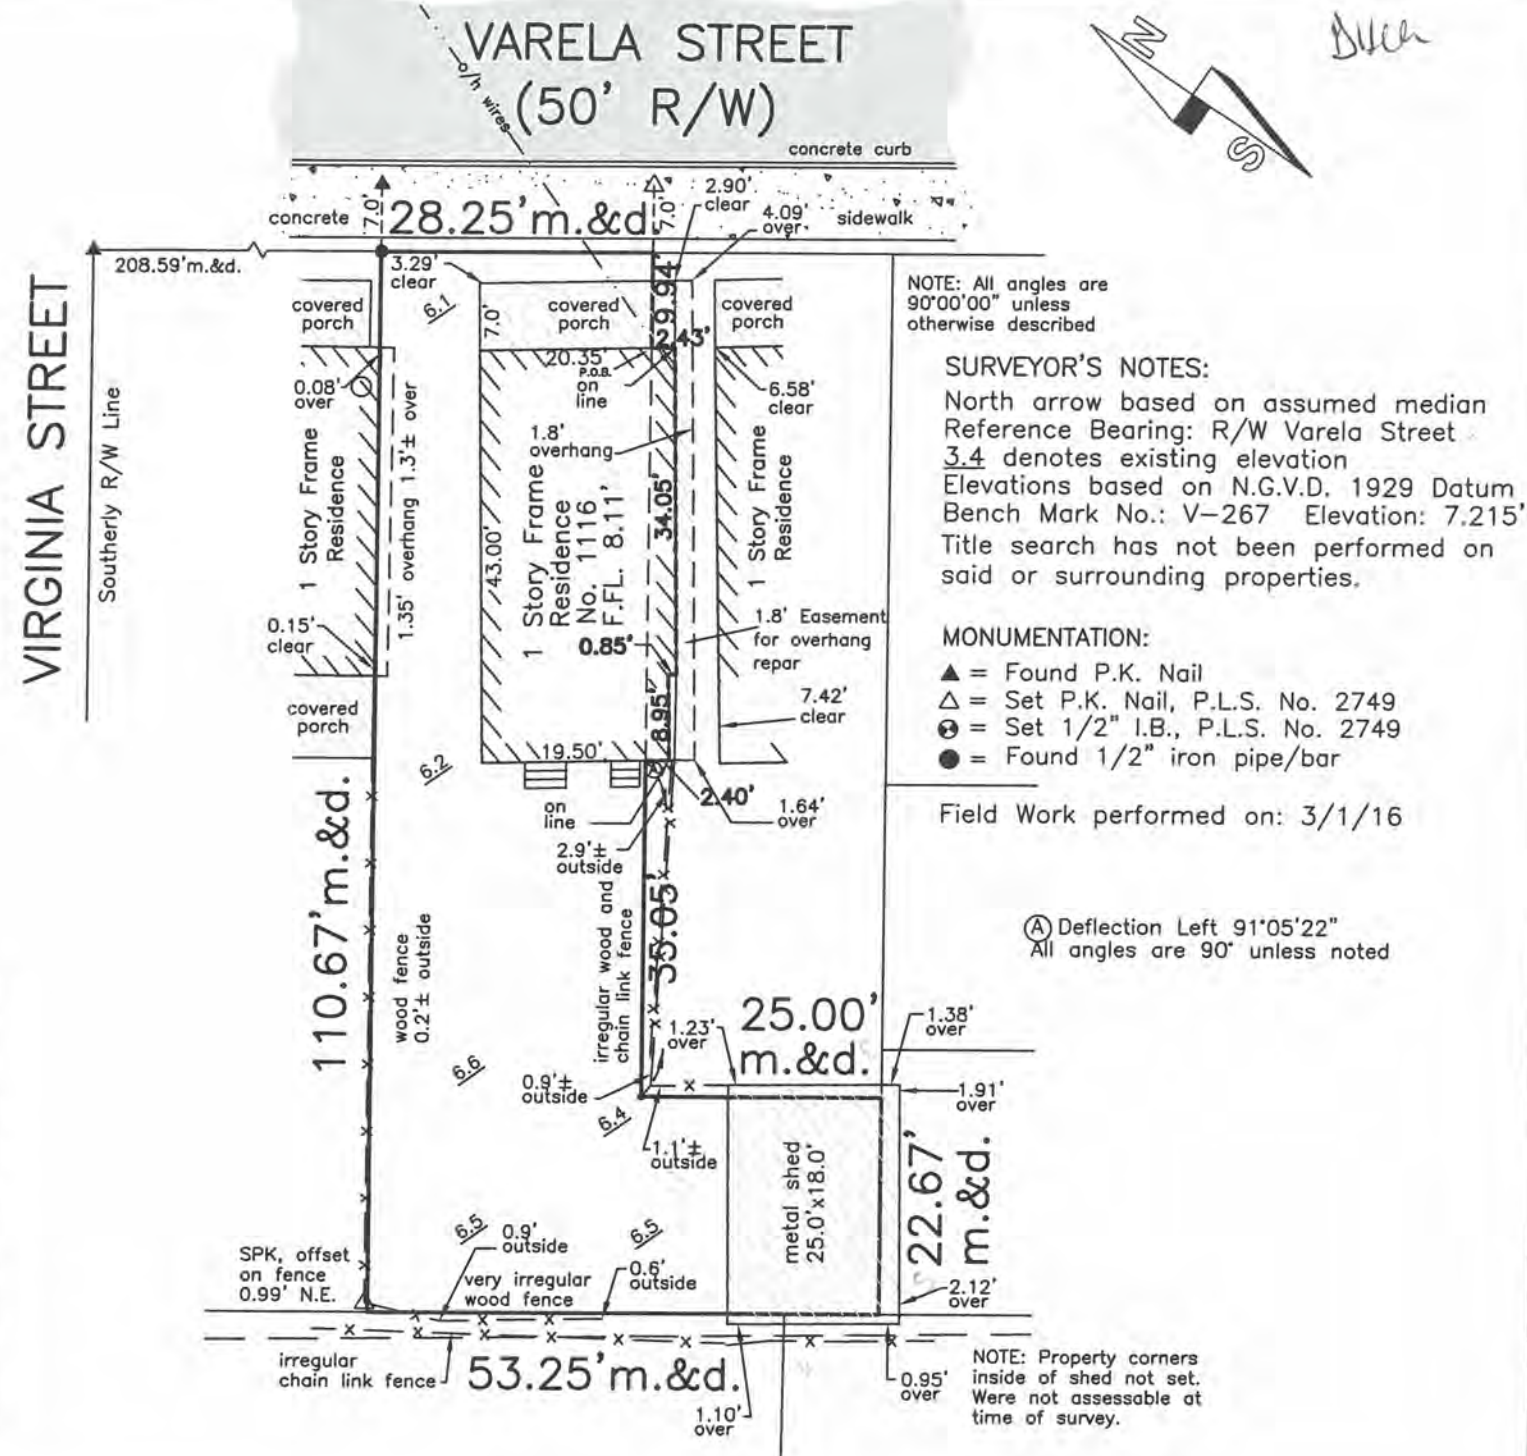 VARELA STREET
(50' R/W)
o/h wires
concrete curb
N
S
concrete
7.0'
28.25'm.&d.
7.0'
2.90'
clear
4.09'
over
sidewalk
208.59'm.&d.
VIRGINIA STREET
Southerly R/W Line
3.29'
clear
6.1
covered
porch
7.0'
covered
porch
29.94'
2.43'
covered
porch
20.35'
P.O.B.
on
line
0.08'
over
6.58'
clear
1 Story Frame
Residence
1.35' overhang 1.3'± over
1.8'
overhang
43.00'
1 Story Frame
Residence
No. 1116
F.FL. 8.11'
34.05'
1 Story Frame
Residence
0.15'
clear
0.85'
1.8' Easement
for overhang
repar
covered
porch
8.95'
7.42'
clear
19.50'
6.2
on
line
2.40'
1.64'
over
2.9'±
outside
110.67'm.&d.
wood fence
0.2'± outside
irregular wood and
chain link fence
35.05'
25.00'
m.&d.
1.23'
over
1.38'
over
6.6
0.9'±
outside
6.4
1.91'
over
1.1'±
outside
metal shed
25.0'x18.0'
22.67'
m.&d.
6.5
0.9'
outside
6.5
SPK, offset
on fence
0.99' N.E.
very irregular
wood fence
0.6'
outside
2.12'
over
irregular
chain link fence
53.25'm.&d.
1.10'
over
0.95'
over
NOTE: Property corners
inside of shed not set.
Were not assessable at
time of survey.
NOTE: All angles are
90°00'00" unless
otherwise described
SURVEYOR'S NOTES:
North arrow based on assumed median
Reference Bearing: R/W Varela Street
3.4 denotes existing elevation
Elevations based on N.G.V.D. 1929 Datum
Bench Mark No.: V-267 Elevation: 7.215'
Title search has not been performed on
said or surrounding properties.
MONUMENTATION:
▲ = Found P.K. Nail
△ = Set P.K. Nail, P.L.S. No. 2749
= Set 1/2" I.B., P.L.S. No. 2749
● = Found 1/2" iron pipe/bar
Field Work performed on: 3/1/16
Ⓐ Deflection Left 91°05'22"
All angles are 90° unless noted